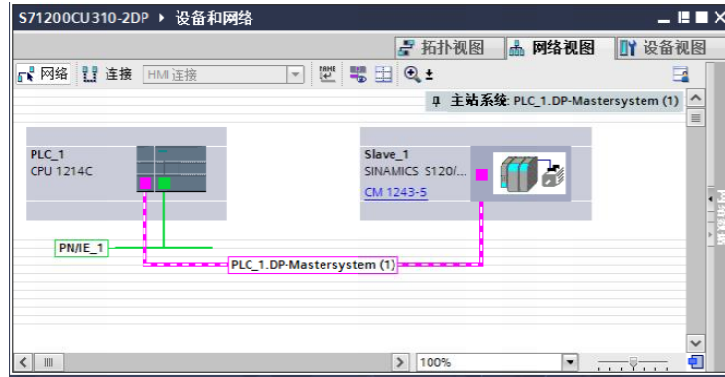 S71200CU310-2DP ▸ 设备和网络
拓扑视图 网络视图 设备视图
网络 连接 HMI 连接
主站系统: PLC_1.DP-Mastersystem (1)
PLC_1
CPU 1214C
Slave_1
SINAMICS S120/...
CM 1243-5
PN/IE_1
PLC_1.DP-Mastersystem (1)
100%